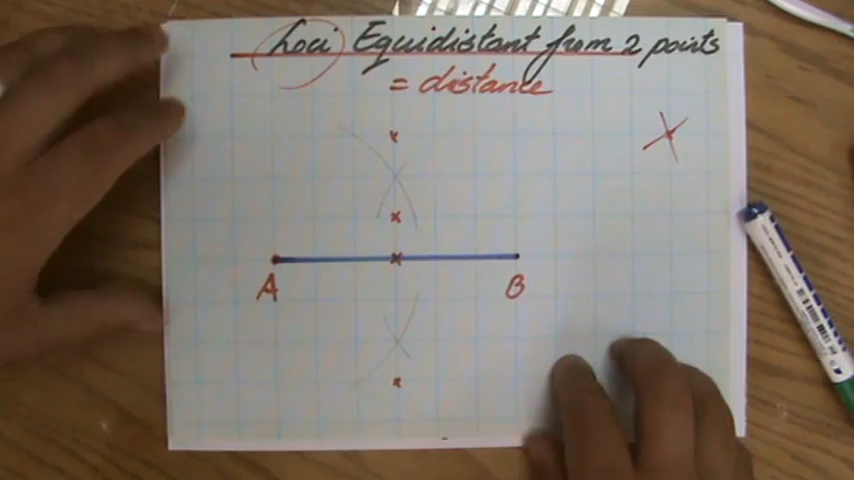 Loci Equidistant from 2 points
= distance
A
B